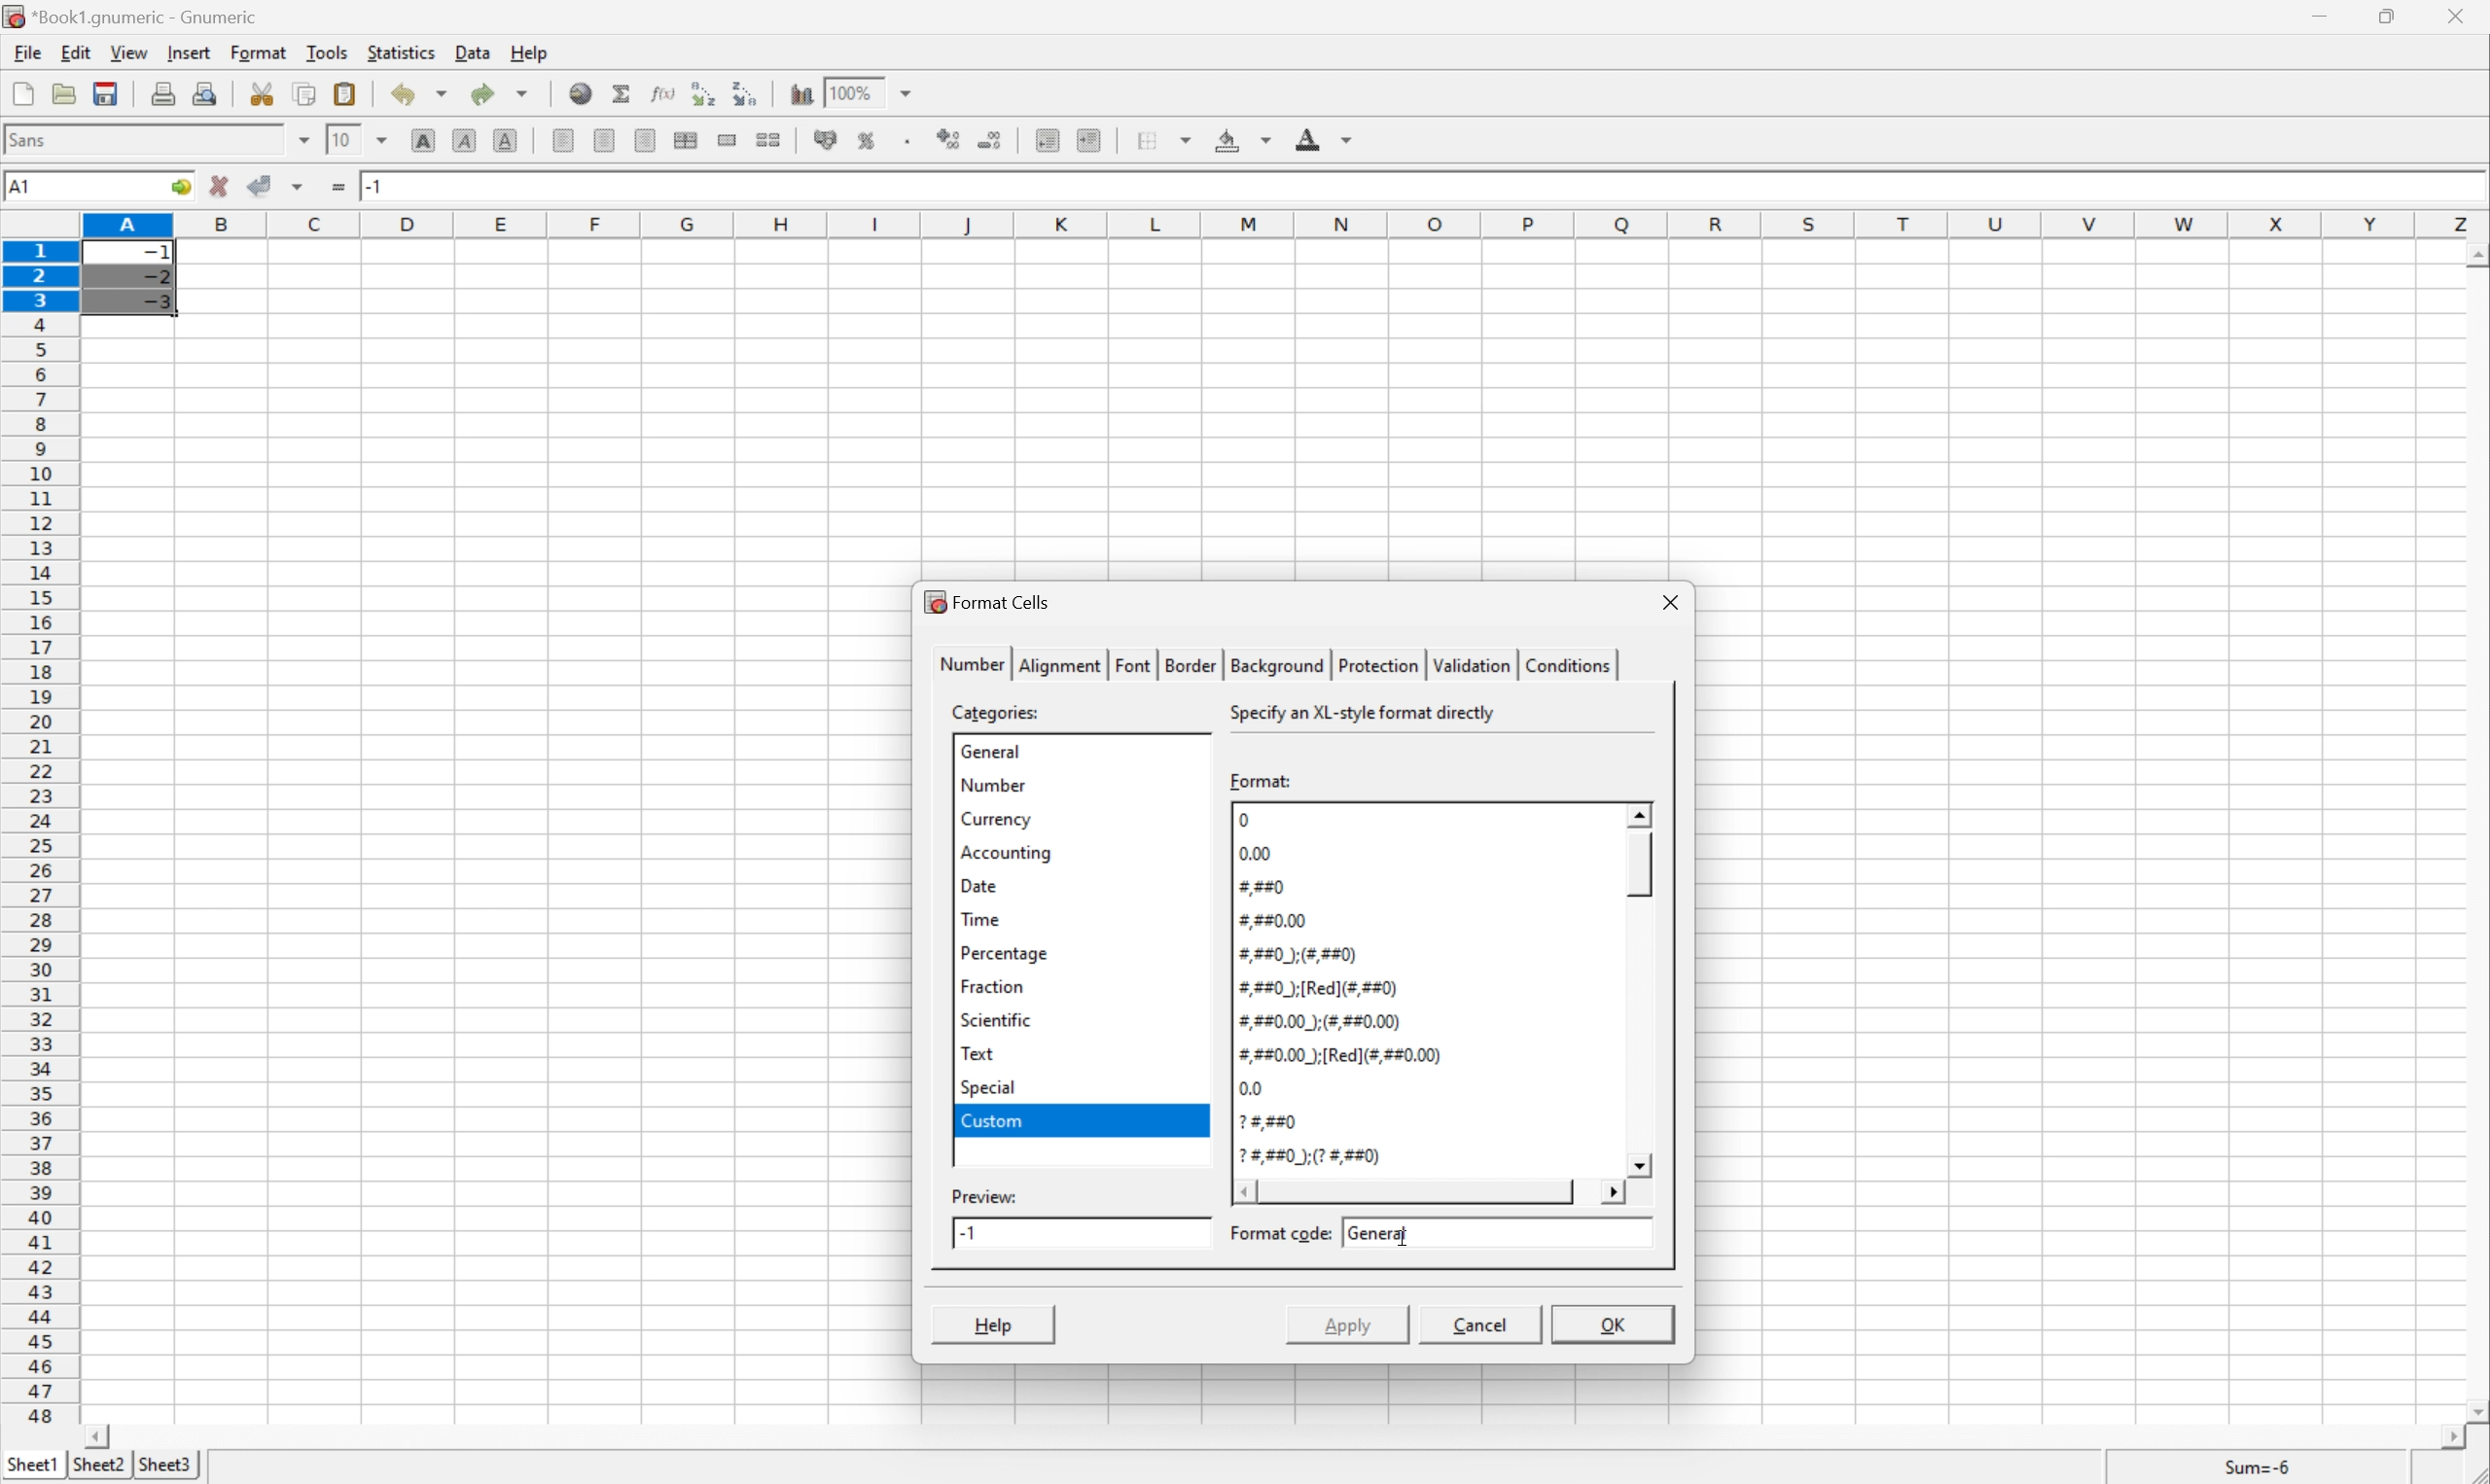 *Book1.gnumeric - Gnumeric
File Edit View Insert Format Tools Statistics Data Help
100%
Sans 10
A1 = -1
A B C D E F G H I J K L M N O P Q R S T U V W X Y Z
1 -1
2 -2
3 -3
4
5
6
7
8
9
10
11
12
13
14
15
16
17
18
19
20
21
22
23
24
25
26
27
28
29
30
31
32
33
34
35
36
37
38
39
40
41
42
43
44
45
46
47
48
Format Cells
Number Alignment Font Border Background Protection Validation Conditions
Categories:
General
Number
Currency
Accounting
Date
Time
Percentage
Fraction
Scientific
Text
Special
Custom
Preview:
-1
Specify an XL-style format directly
Format:
0
0.00
#,##0
#,##0.00
#,##0_);(#,##0)
#,##0_);[Red](#,##0)
#,##0.00_);(#,##0.00)
#,##0.00_);[Red](#,##0.00)
0.0
? #,##0
? #,##0_);(? #,##0)
Format code: General
Help Apply Cancel OK
Sheet1 Sheet2 Sheet3
Sum=-6